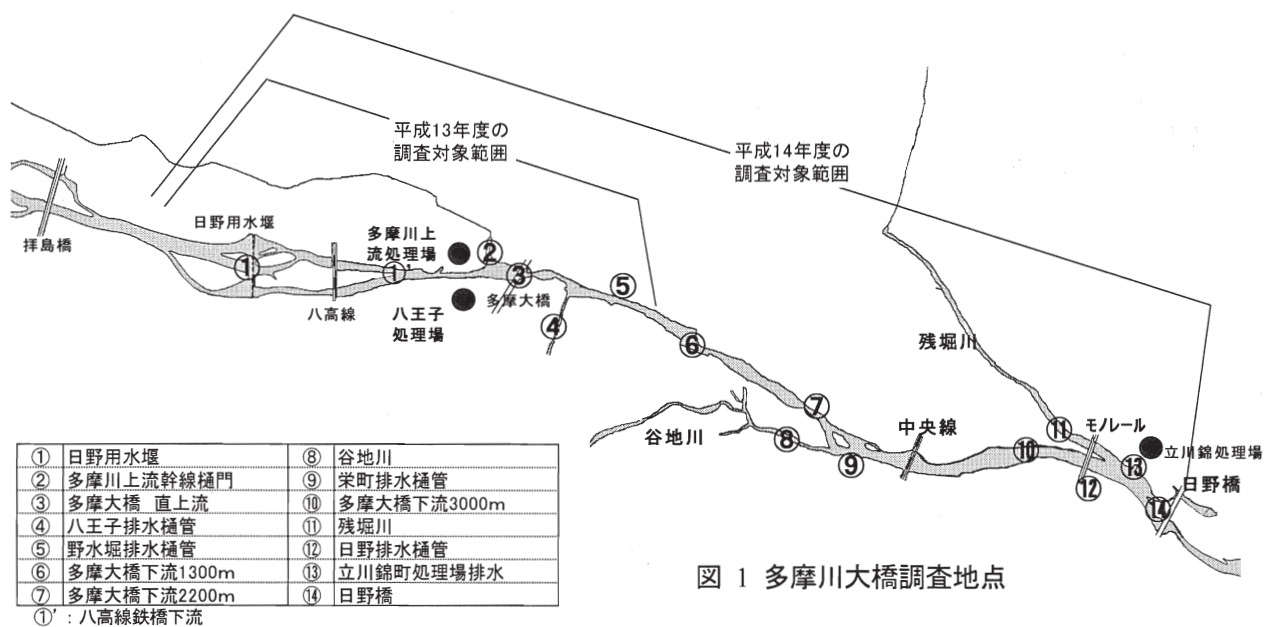 平成13年度の
調査対象範囲
平成14年度の
調査対象範囲
拝島橋
日野用水堰
①
八高線
①'
多摩川上
流処理場
八王子
処理場
②
③
多摩大橋
④
⑤
⑥
⑦
谷地川
⑧
⑨
中央線
残堀川
⑩
⑪
モノレール
⑫
⑬
立川錦処理場
日野橋
⑭
① 日野用水堰 ⑧ 谷地川
② 多摩川上流幹線樋門 ⑨ 栄町排水樋管
③ 多摩大橋 直上流 ⑩ 多摩大橋下流3000m
④ 八王子排水樋管 ⑪ 残堀川
⑤ 野水堀排水樋管 ⑫ 日野排水樋管
⑥ 多摩大橋下流1300m ⑬ 立川錦町処理場排水
⑦ 多摩大橋下流2200m ⑭ 日野橋
①'：八高線鉄橋下流
図 1 多摩川大橋調査地点